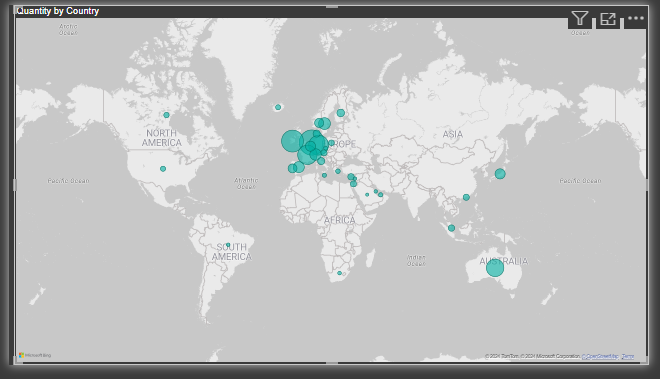 Quantity by Country
Arctic
Ocean
Ocean
NORTH
AMERICA
EUROPE
ASIA
Pacific Ocean
Atlantic
Ocean
Pacific Ocean
AFRICA
SOUTH
AMERICA
Indian
Ocean
AUSTRALIA
Microsoft Bing
© 2024 TomTom, © 2024 Microsoft Corporation, © OpenStreetMap Terms